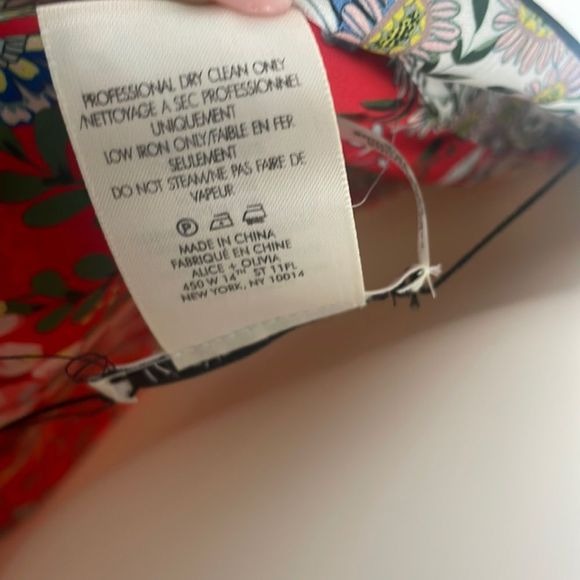 PROFESSIONAL DRY CLEAN ONLY
/NETTOYAGE A SEC PROFESSIONNEL
UNIQUEMENT
LOW IRON ONLY/FAIBLE EN FER
SEULEMENT
DO NOT STEAM/NE PAS FAIRE DE
VAPEUR
P
MADE IN CHINA
FABRIQUÉ EN CHINE
ALICE + OLIVIA
450 W 14TH ST 11FL
NEW YORK, NY 10014